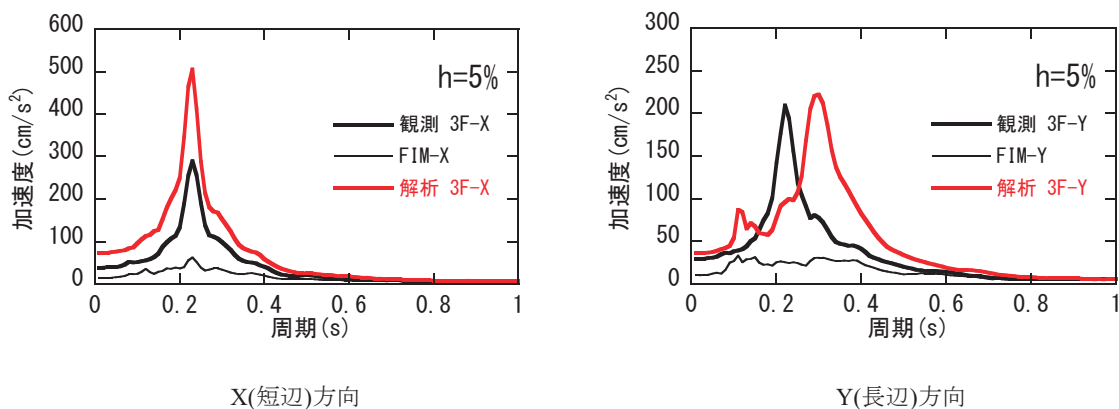 600
500
400
300
200
100
0
加速度(cm/s²)
h=5%
観測 3F-X
FIM-X
解析 3F-X
0 0.2 0.4 0.6 0.8 1
周期(s)
X(短辺)方向
300
250
200
150
100
50
0
加速度(cm/s²)
h=5%
観測 3F-Y
FIM-Y
解析 3F-Y
0 0.2 0.4 0.6 0.8 1
周期(s)
Y(長辺)方向